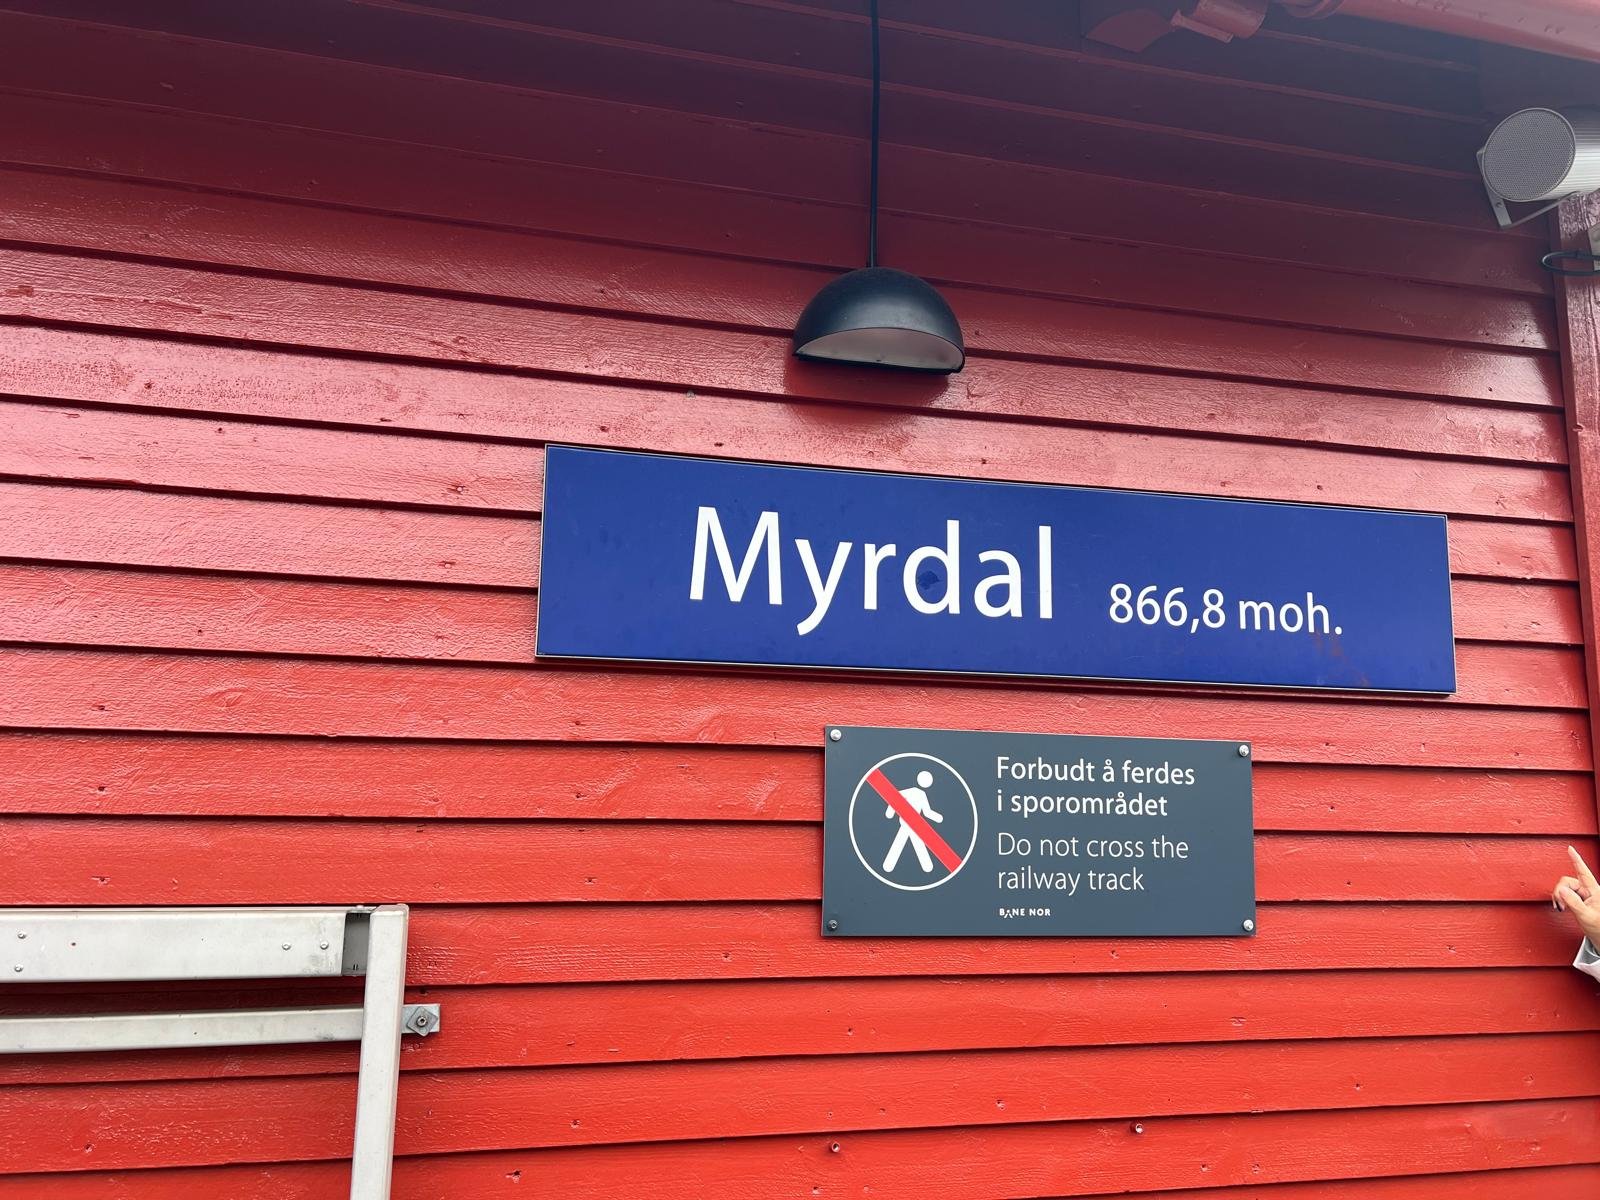 Myrdal 866,8 moh.
Forbudt å ferdes
i sporområdet
Do not cross the
railway track
BANE NOR